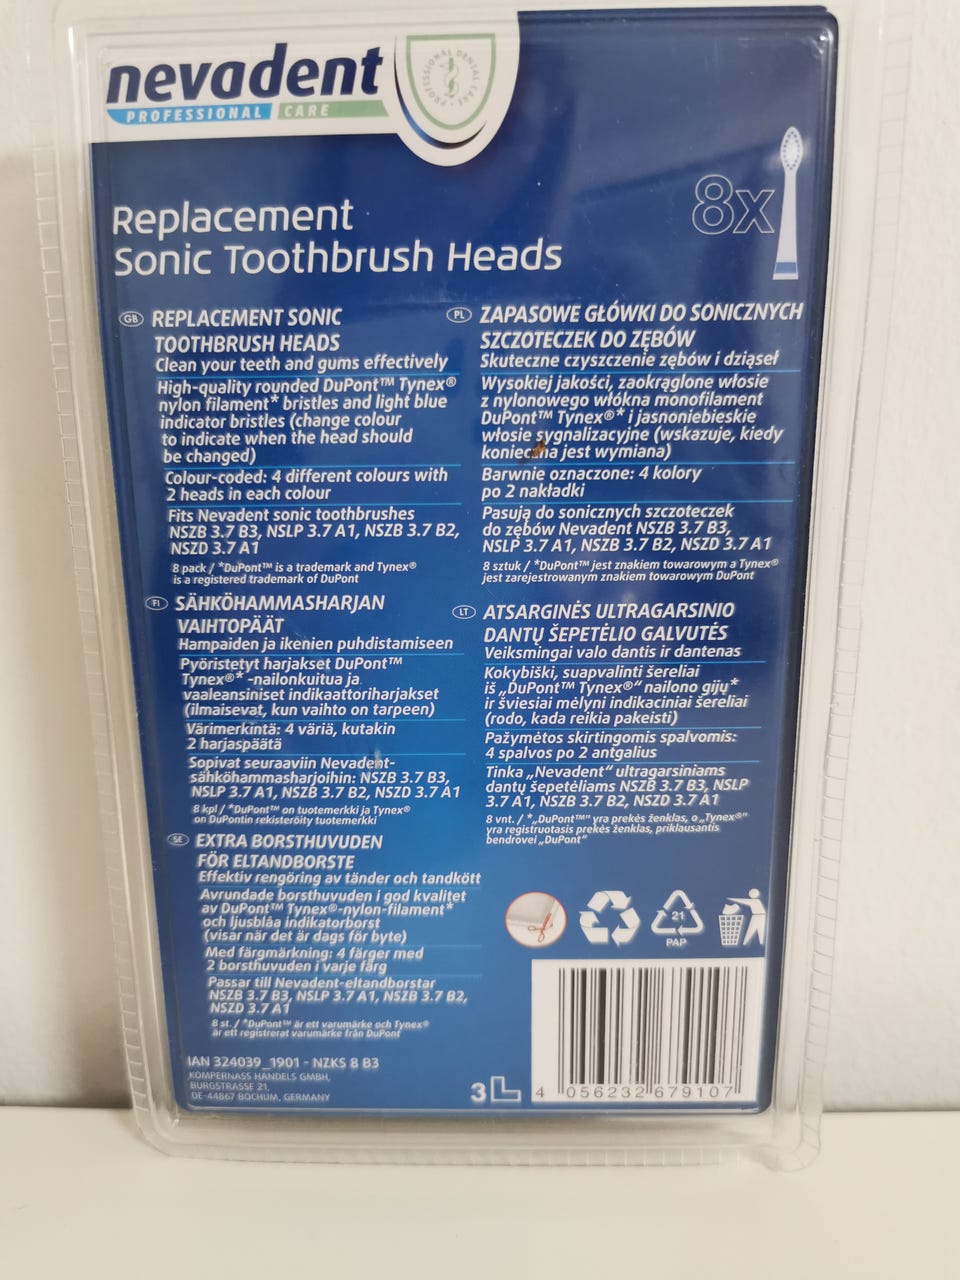 nevadent
PROFESSIONAL CARE
PROFESSIONAL DENTAL CARE
8x
Replacement
Sonic Toothbrush Heads
GB REPLACEMENT SONIC
TOOTHBRUSH HEADS
Clean your teeth and gums effectively
High-quality rounded DuPont™ Tynex®
nylon filament* bristles and light blue
indicator bristles (change colour
to indicate when the head should
be changed)
Colour-coded: 4 different colours with
2 heads in each colour
Fits Nevadent sonic toothbrushes
NSZB 3.7 B3, NSLP 3.7 A1, NSZB 3.7 B2,
NSZD 3.7 A1
8 pack / *DuPont™ is a trademark and Tynex®
is a registered trademark of DuPont
FI SÄHKÖHAMMASHARJAN
VAIHTOPÄÄT
Hampaiden ja ikenien puhdistamiseen
Pyöristetyt harjakset DuPont™
Tynex®* -nailonkuitua ja
vaaleansiniset indikaattoriharjakset
(ilmaisevat, kun vaihto on tarpeen)
Värimerkintä: 4 väriä, kutakin
2 harjaspäätä
Sopivat seuraaviin Nevadent-
sähköhammasharjoihin: NSZB 3.7 B3,
NSLP 3.7 A1, NSZB 3.7 B2, NSZD 3.7 A1
8 kpl / *DuPont™ on tuotemerkki ja Tynex®
on DuPontin rekisteröity tuotemerkki
SE EXTRA BORSTHUVUDEN
FÖR ELTANDBORSTE
Effektiv rengöring av tänder och tandkött
Avrundade borsthuvuden i god kvalitet
av DuPont™ Tynex®-nylon-filament*
och ljusblåa indikatorborst
(visar när det är dags för byte)
Med färgmärkning: 4 färger med
2 borsthuvuden i varje färg
Passar till Nevadent-eltandborstar
NSZB 3.7 B3, NSLP 3.7 A1, NSZB 3.7 B2,
NSZD 3.7 A1
8 st. / *DuPont™ är ett varumärke och Tynex®
är ett registrerat varumärke från DuPont
IAN 324039_1901 - NZKS 8 B3
KOMPERNASS HANDELS GMBH,
BURGSTRASSE 21,
DE-44867 BOCHUM, GERMANY
PL ZAPASOWE GŁÓWKI DO SONICZNYCH
SZCZOTECZEK DO ZĘBÓW
Skuteczne czyszczenie zębów i dziąseł
Wysokiej jakości, zaokrąglone włosie
z nylonowego włókna monofilament
DuPont™ Tynex®* i jasnoniebieskie
włosie sygnalizacyjne (wskazuje, kiedy
konieczna jest wymiana)
Barwnie oznaczone: 4 kolory
po 2 nakładki
Pasują do sonicznych szczoteczek
do zębów Nevadent NSZB 3.7 B3,
NSLP 3.7 A1, NSZB 3.7 B2, NSZD 3.7 A1
8 sztuk / *DuPont™ jest znakiem towarowym a Tynex®
jest zarejestrowanym znakiem towarowym DuPont
LT ATSARGINĖS ULTRAGARSINIO
DANTŲ ŠEPETĖLIO GALVUTĖS
Veiksmingai valo dantis ir dantenas
Kokybiški, suapvalinti šereliai
iš „DuPont™ Tynex®“ nailono gijų*
ir šviesiai mėlyni indikaciniai šereliai
(rodo, kada reikia pakeisti)
Pažymėtos skirtingomis spalvomis:
4 spalvos po 2 antgalius
Tinka „Nevadent“ ultragarsiniams
dantų šepetėliams NSZB 3.7 B3, NSLP
3.7 A1, NSZB 3.7 B2, NSZD 3.7 A1
8 vnt. / *„DuPont™“ yra prekės ženklas, o „Tynex®“
yra registruotasis prekės ženklas, priklausantis
bendrovei „DuPont“
21
PAP
3L
4 056232 679107